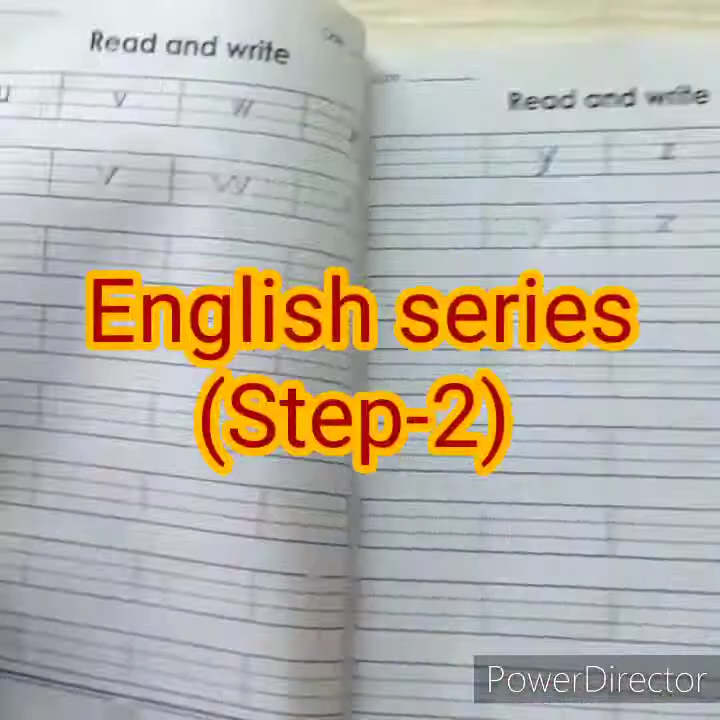 Read and write
u v w
v w
Read and write
y z
y z
English series
(Step-2)
PowerDirector